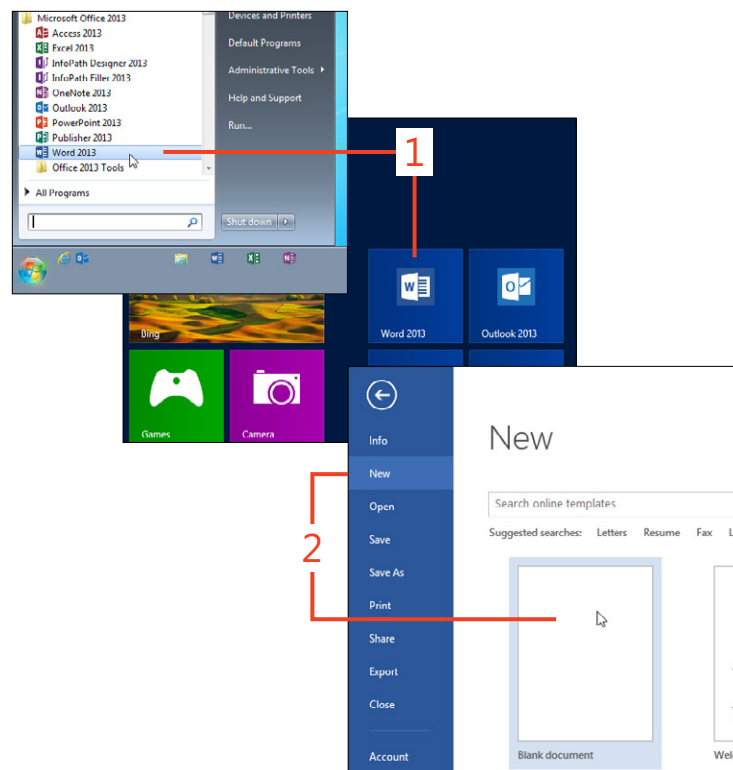 Microsoft Office 2013
Access 2013
Excel 2013
InfoPath Designer 2013
InfoPath Filler 2013
OneNote 2013
Outlook 2013
PowerPoint 2013
Publisher 2013
Word 2013
Office 2013 Tools
All Programs
Devices and Printers
Default Programs
Administrative Tools
Help and Support
Run...
Shut down
1
Bing
Games
Camera
Word 2013
Outlook 2013
2
Info
New
Open
Save
Save As
Print
Share
Export
Close
Account
New
Search online templates
Suggested searches: Letters Resume Fax
Blank document